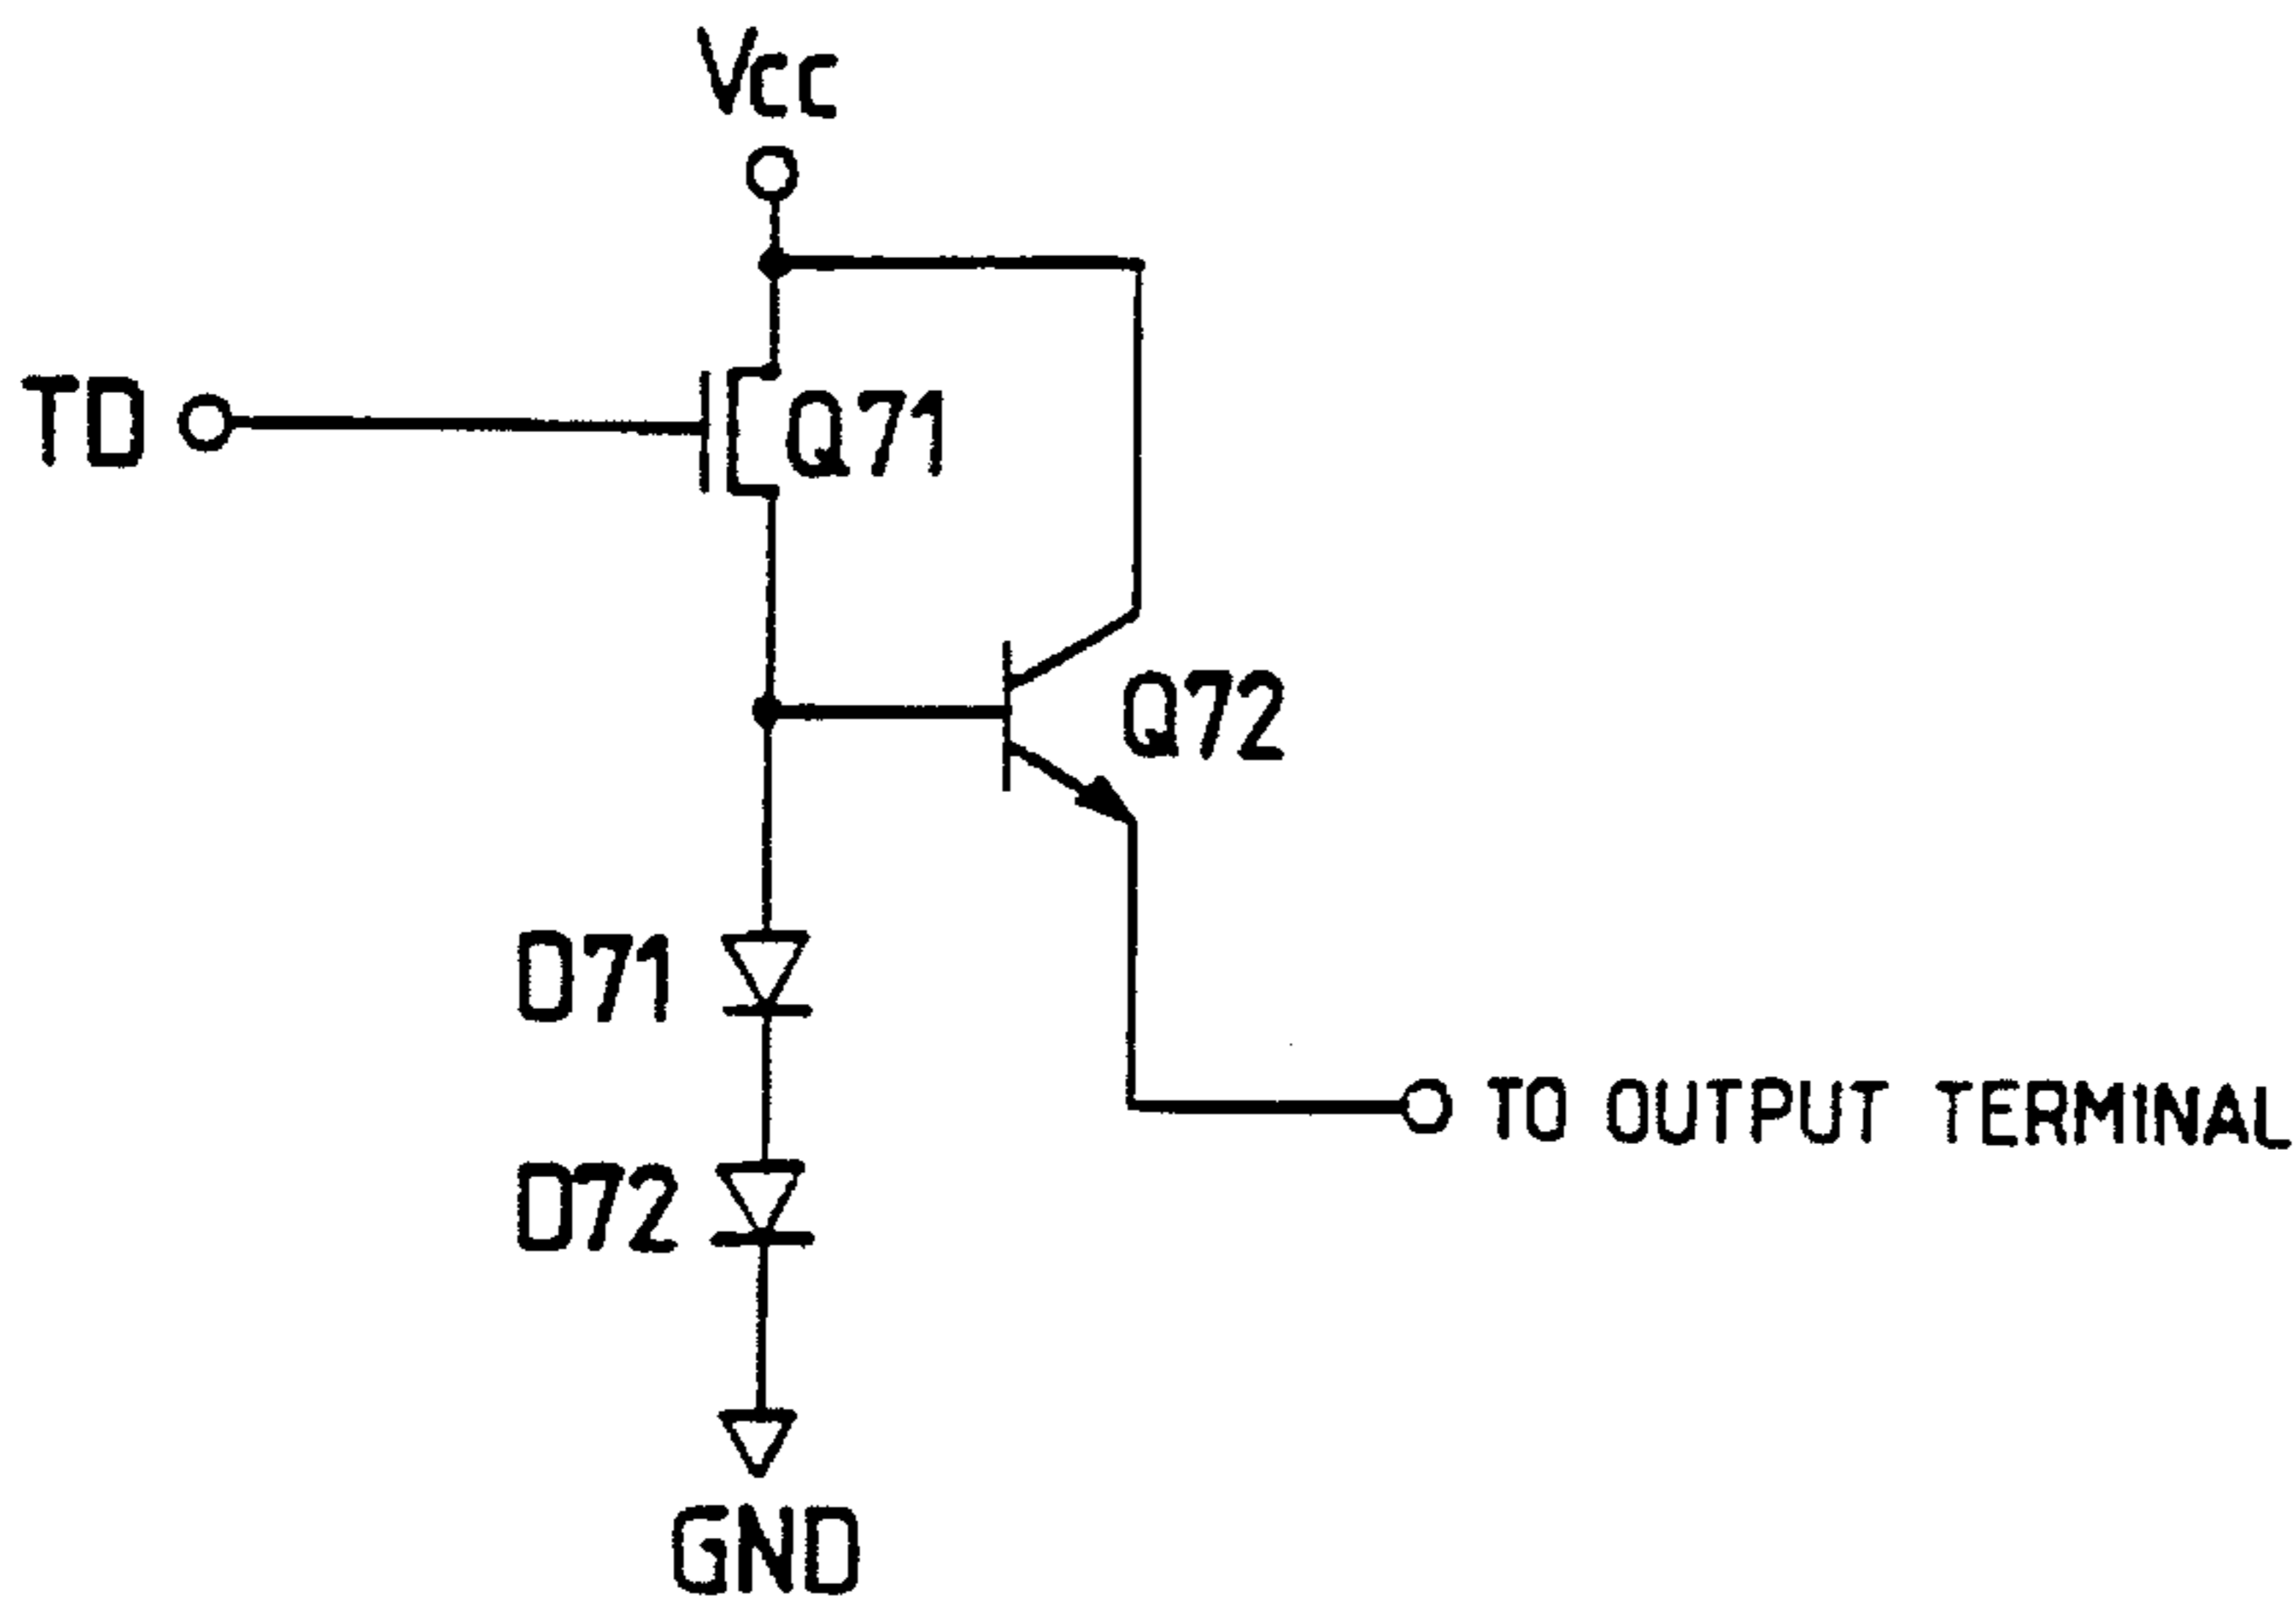 Vcc
TD
Q71
Q72
D71
TO OUTPUT TERMINAL
D72
GND